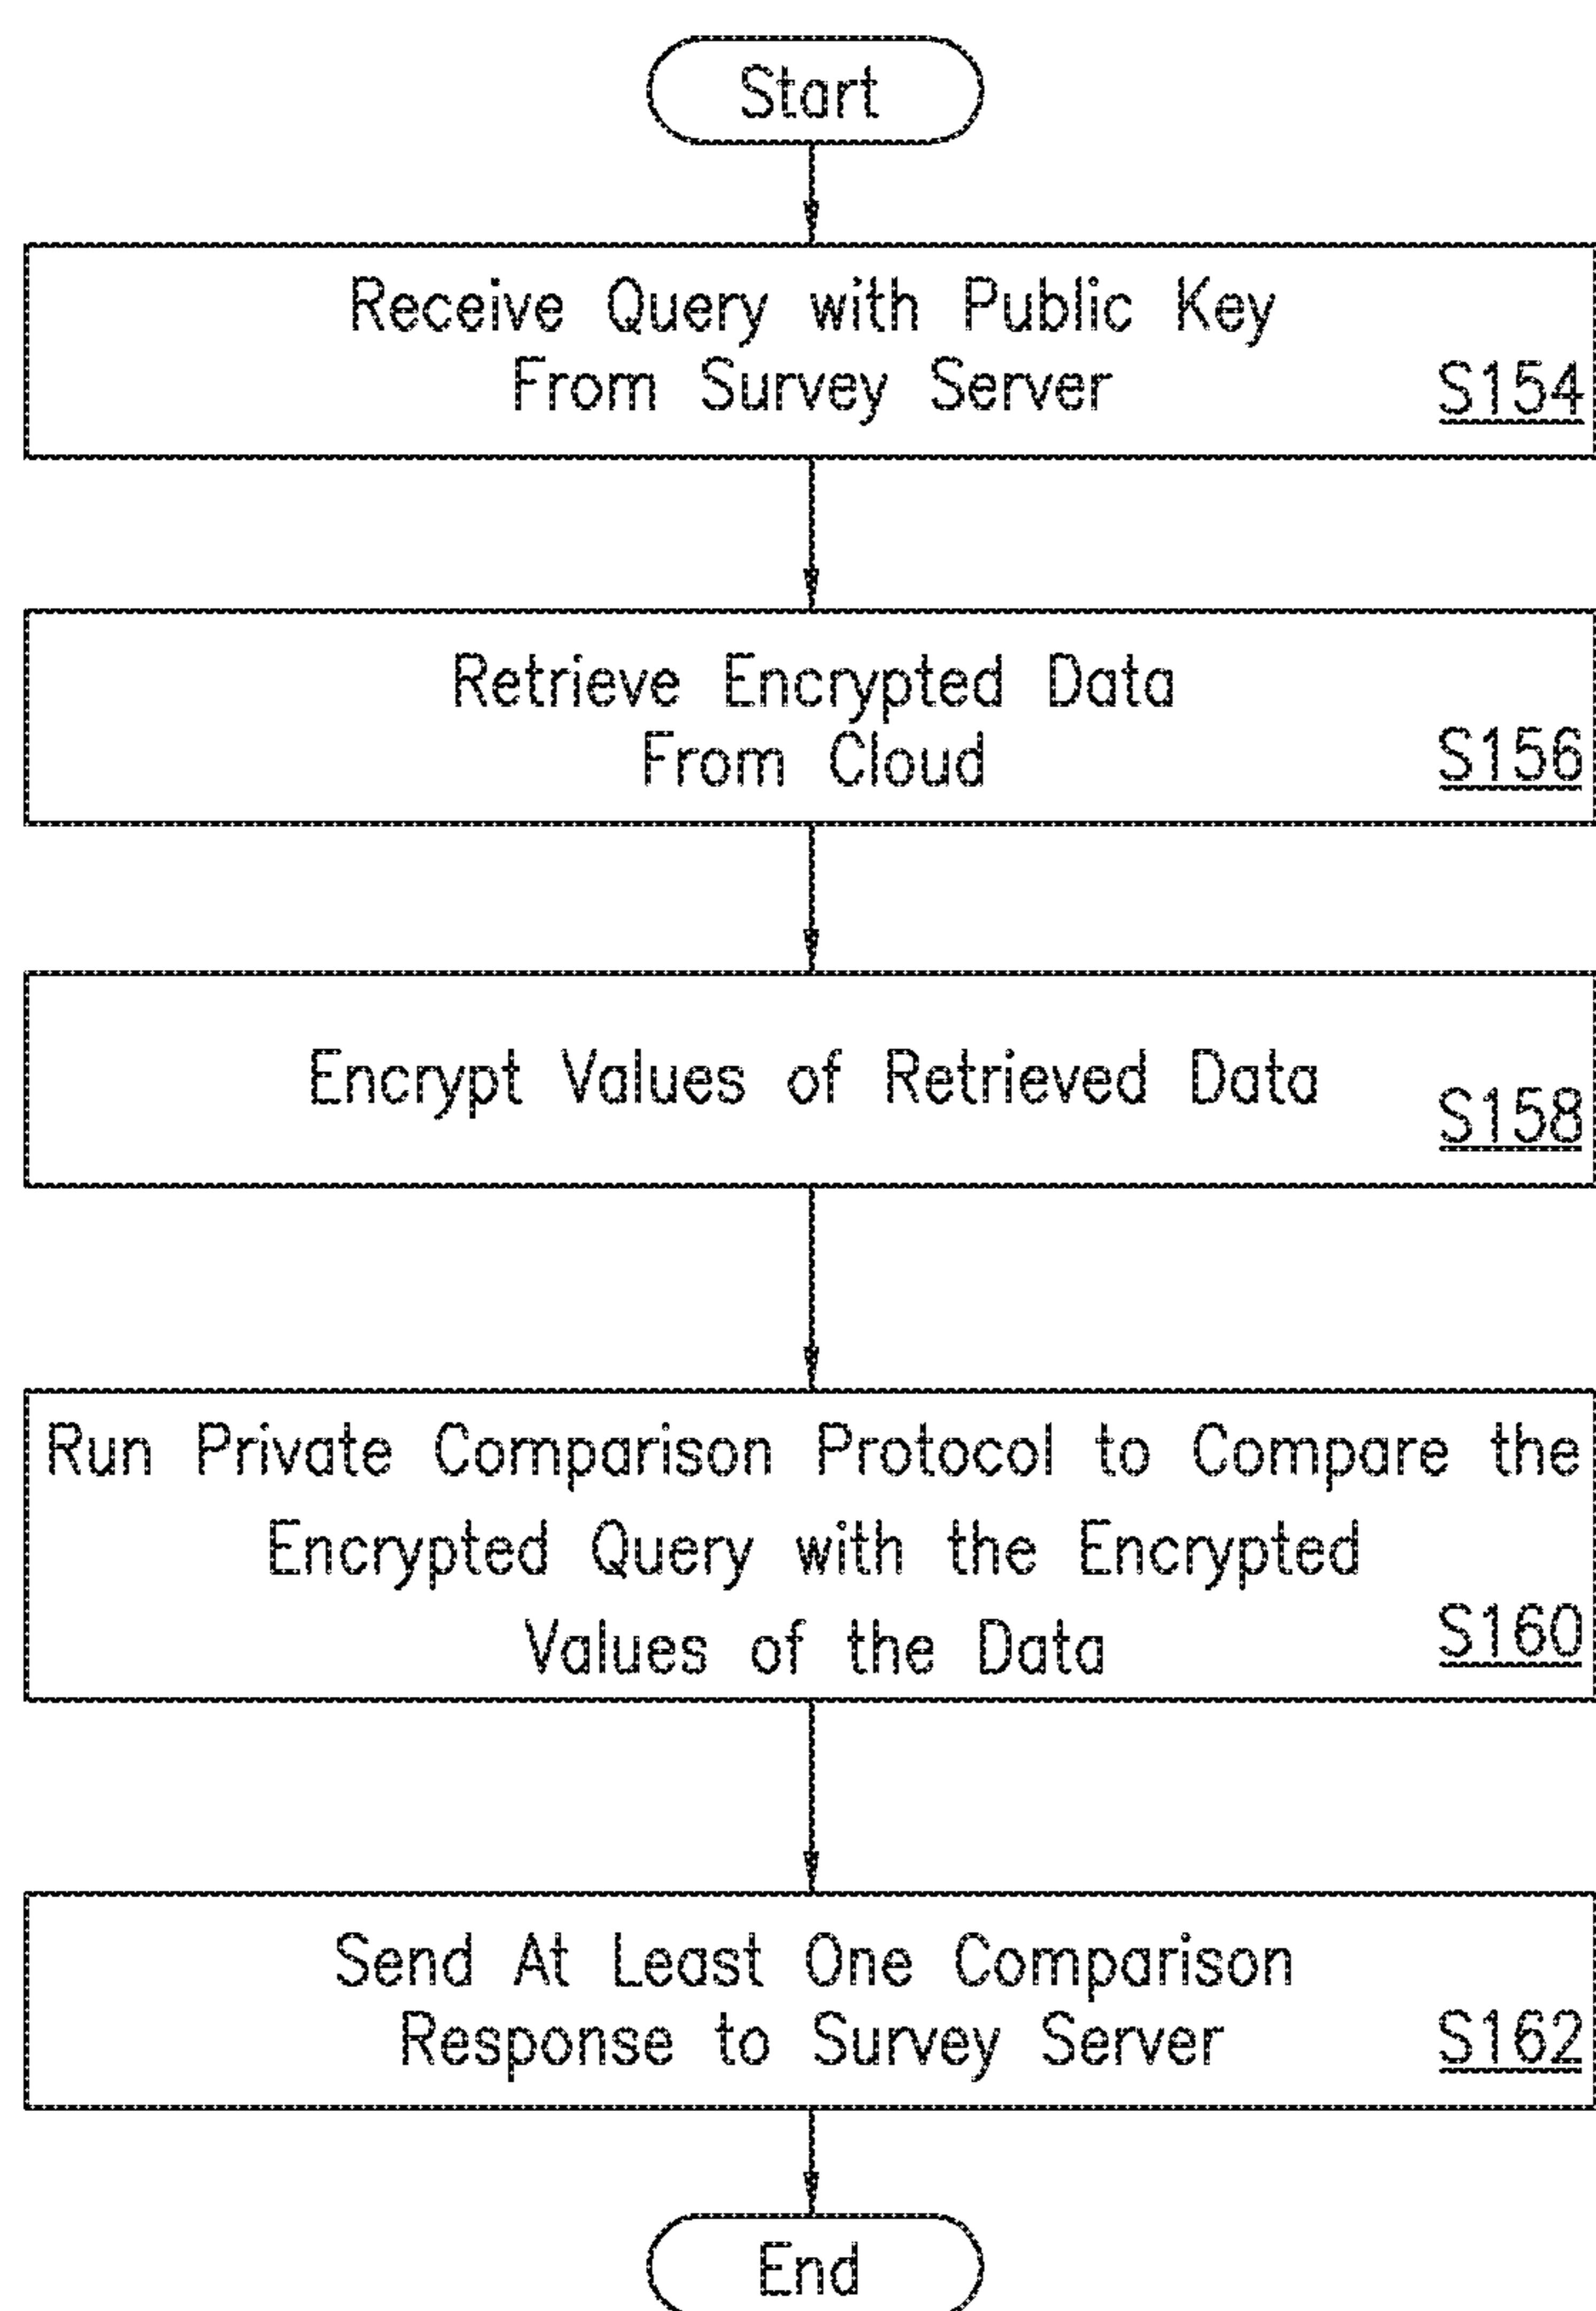 Start
Receive Query with Public Key
From Survey Server
S154
Retrieve Encrypted Data
From Cloud
S156
Encrypt Values of Retrieved Data
S158
Run Private Comparison Protocol to Compare the
Encrypted Query with the Encrypted
Values of the Data
S160
Send At Least One Comparison
Response to Survey Server
S162
End